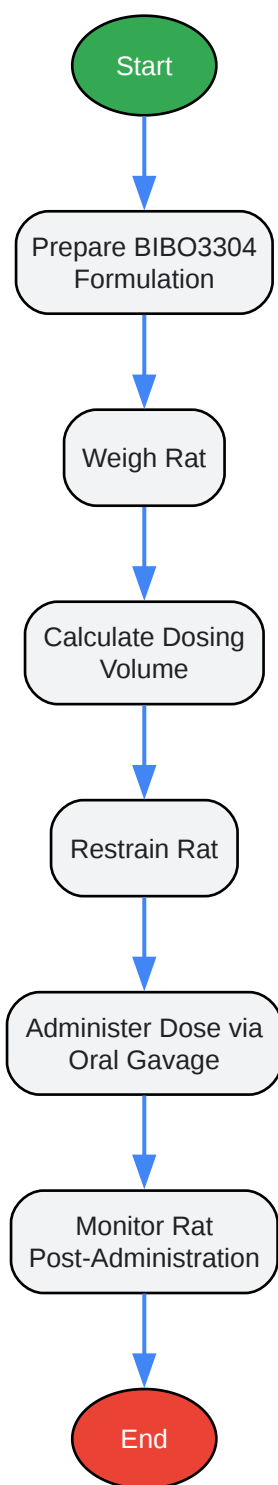 Start
Prepare BIBO3304
Formulation
Weigh Rat
Calculate Dosing
Volume
Restrain Rat
Administer Dose via
Oral Gavage
Monitor Rat
Post-Administration
End